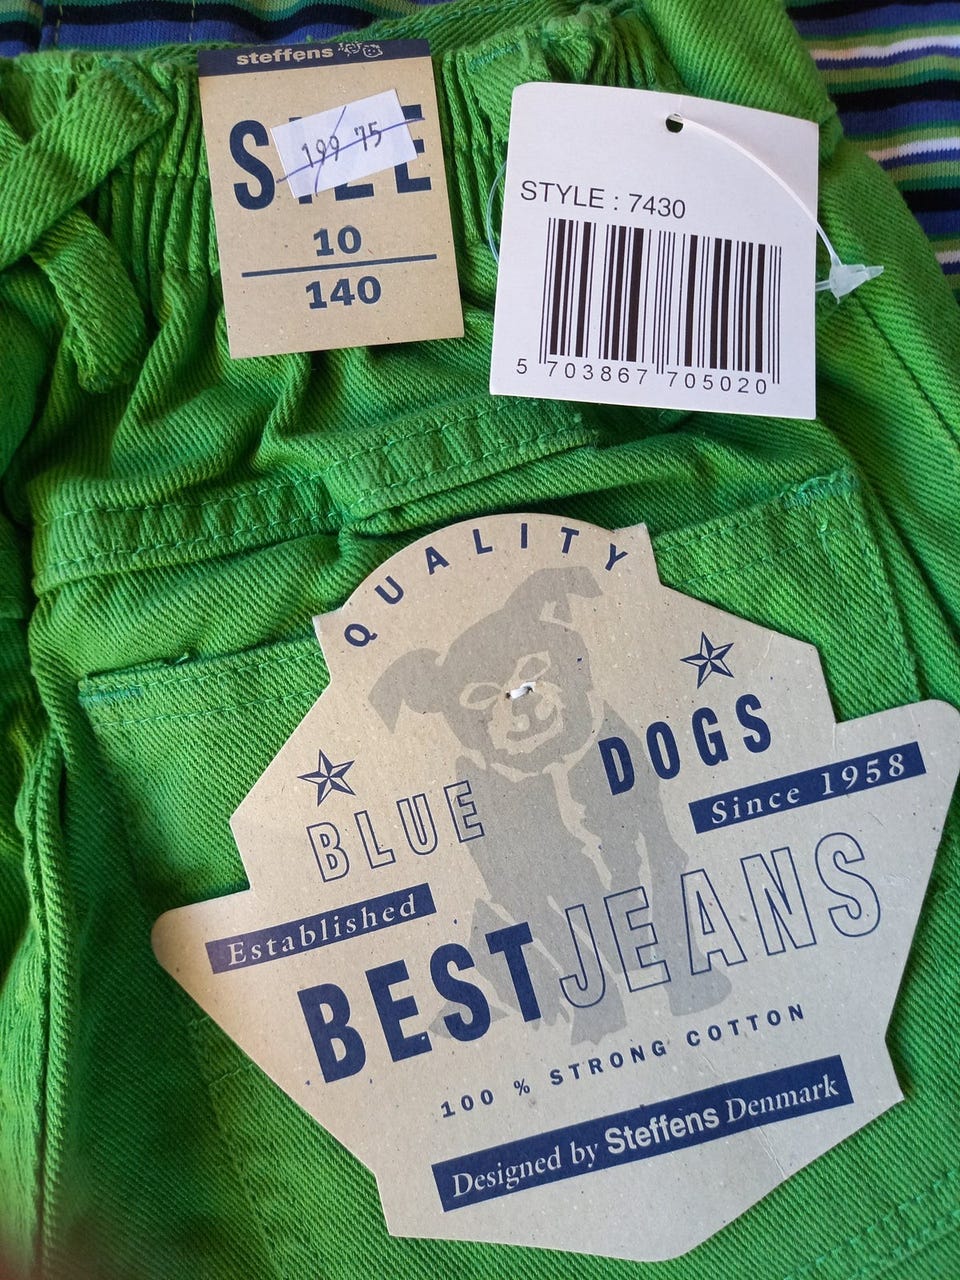 steffens
SIZE
199 75
10
140
STYLE : 7430
5 703867 705020
QUALITY
BLUE DOGS
Established Since 1958
BEST JEANS
100 % STRONG COTTON
Designed by Steffens Denmark